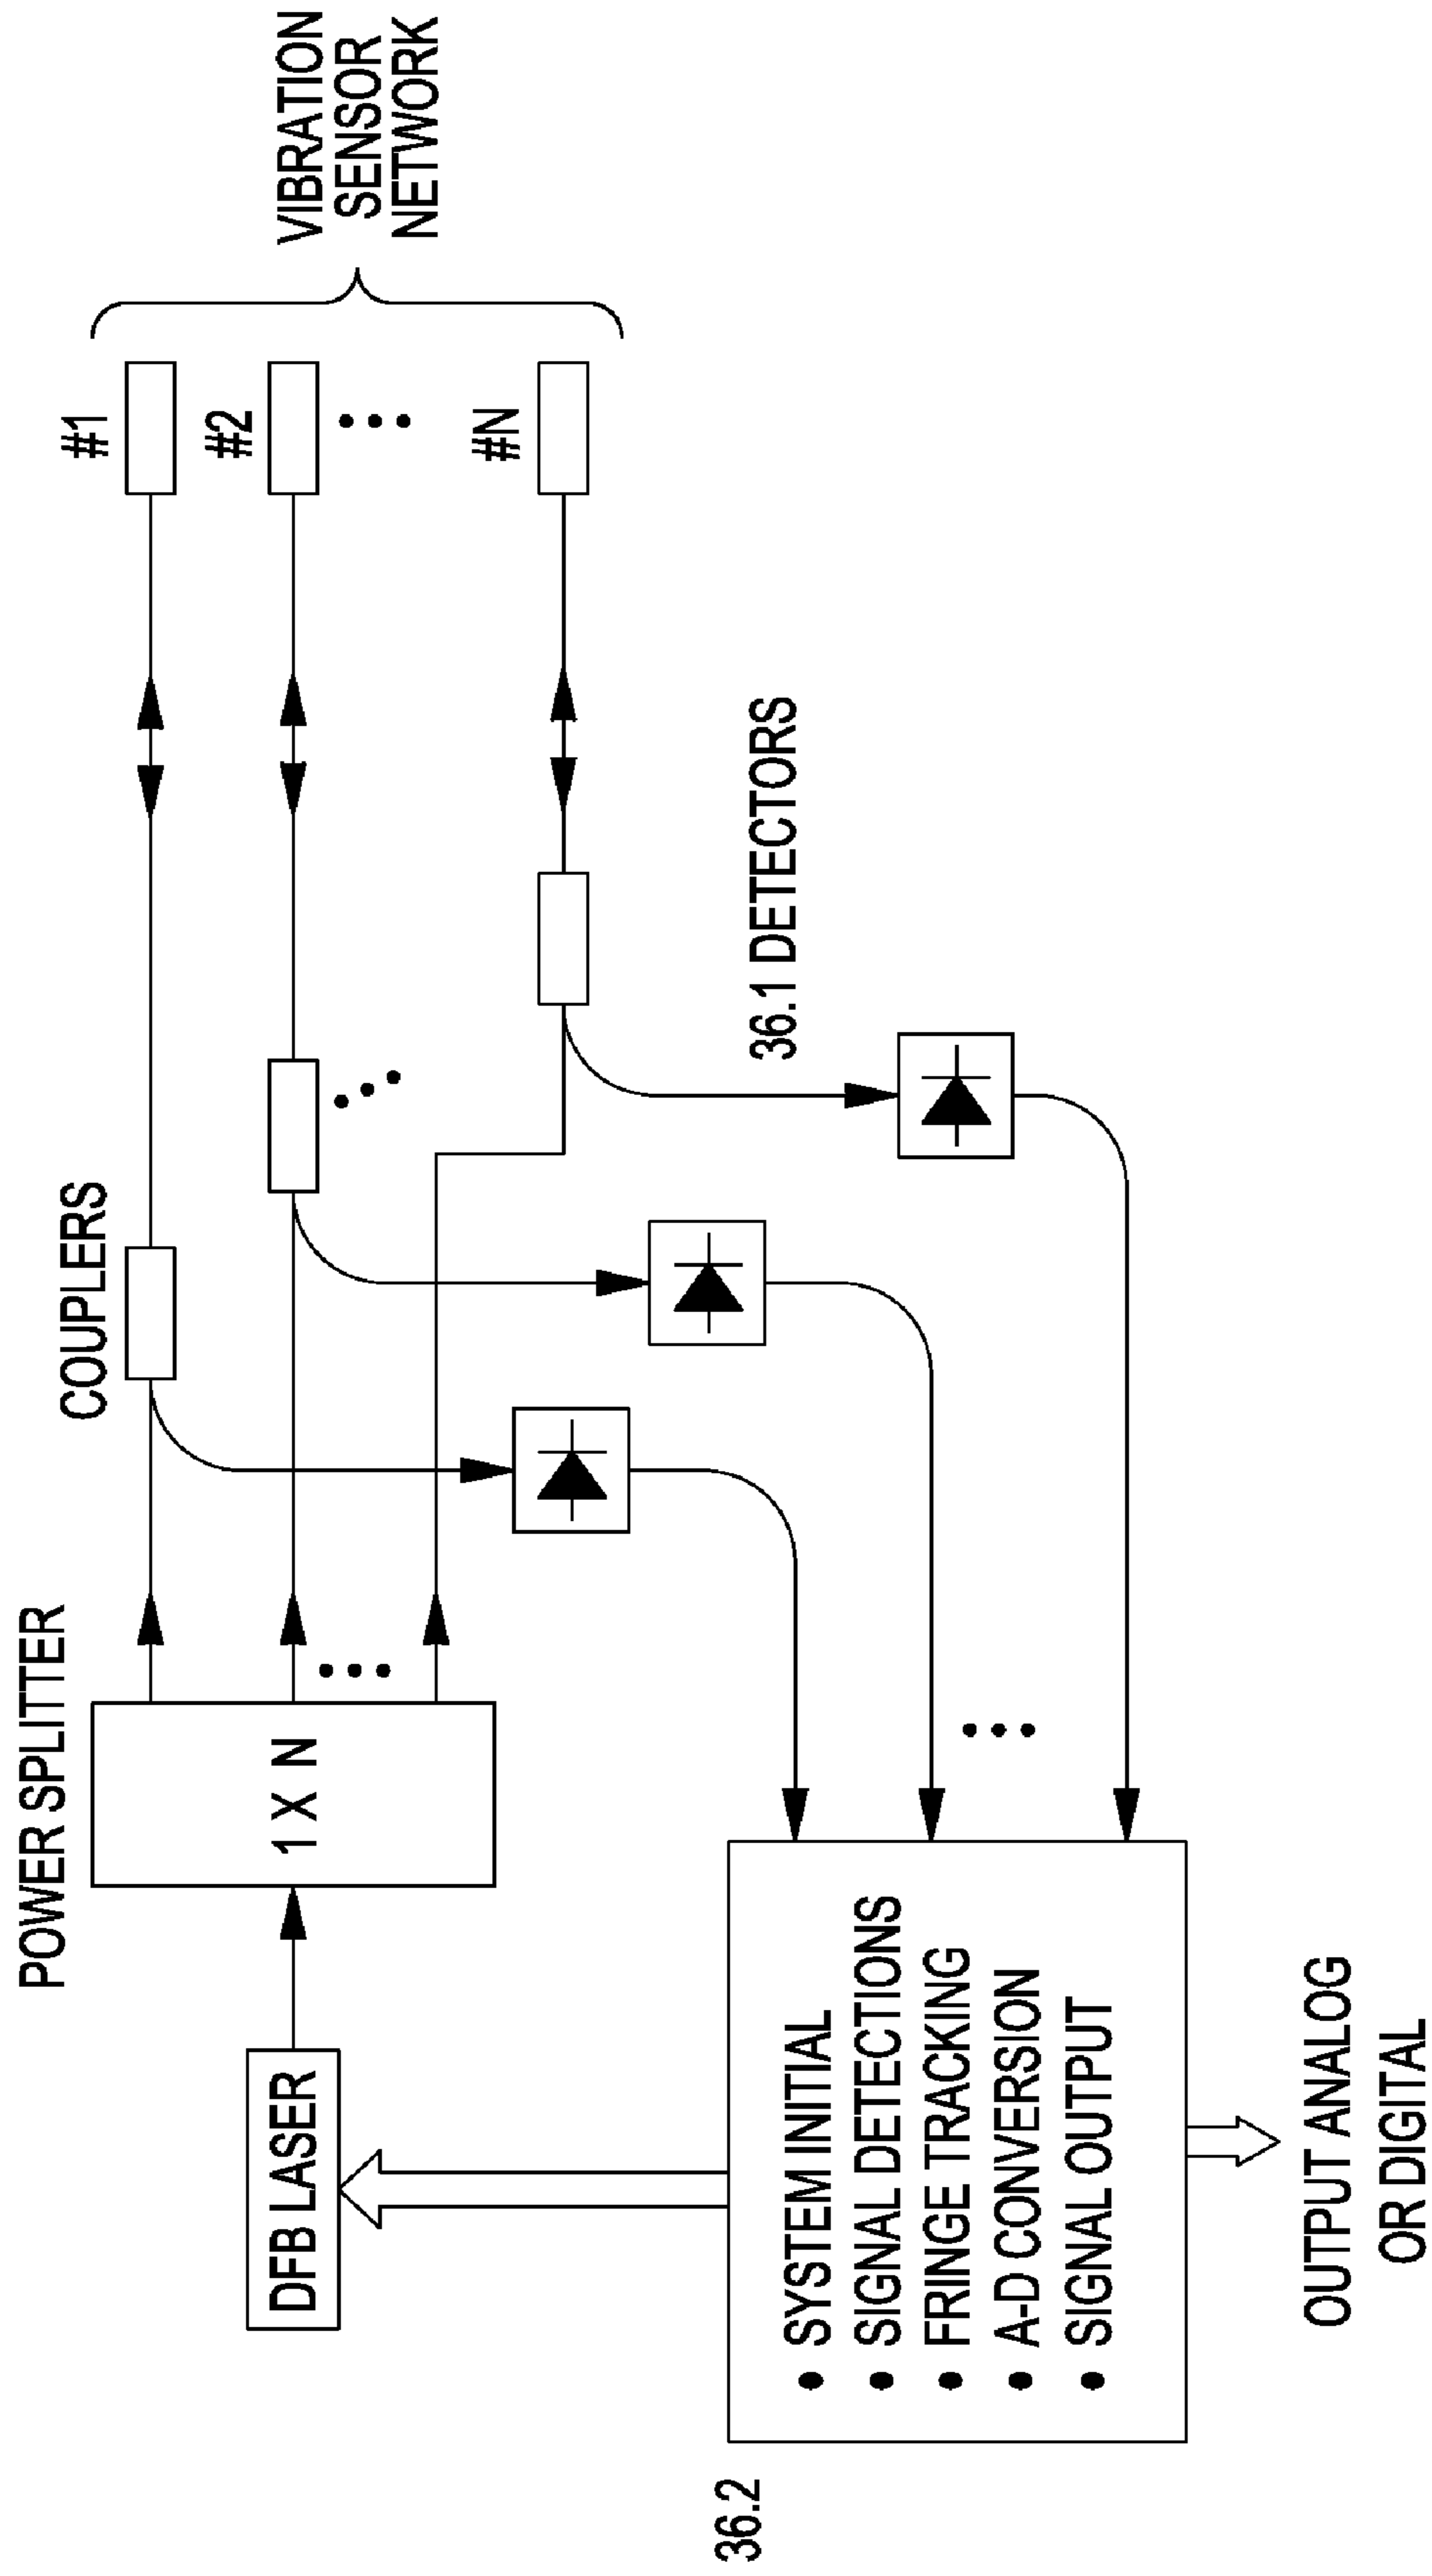 POWER SPLITTER
COUPLERS
#1
#2
#N
VIBRATION
SENSOR
NETWORK
DFB LASER
1 X N
36.1 DETECTORS
36.2
• SYSTEM INITIAL
• SIGNAL DETECTIONS
• FRINGE TRACKING
• A-D CONVERSION
• SIGNAL OUTPUT
OUTPUT ANALOG
OR DIGITAL